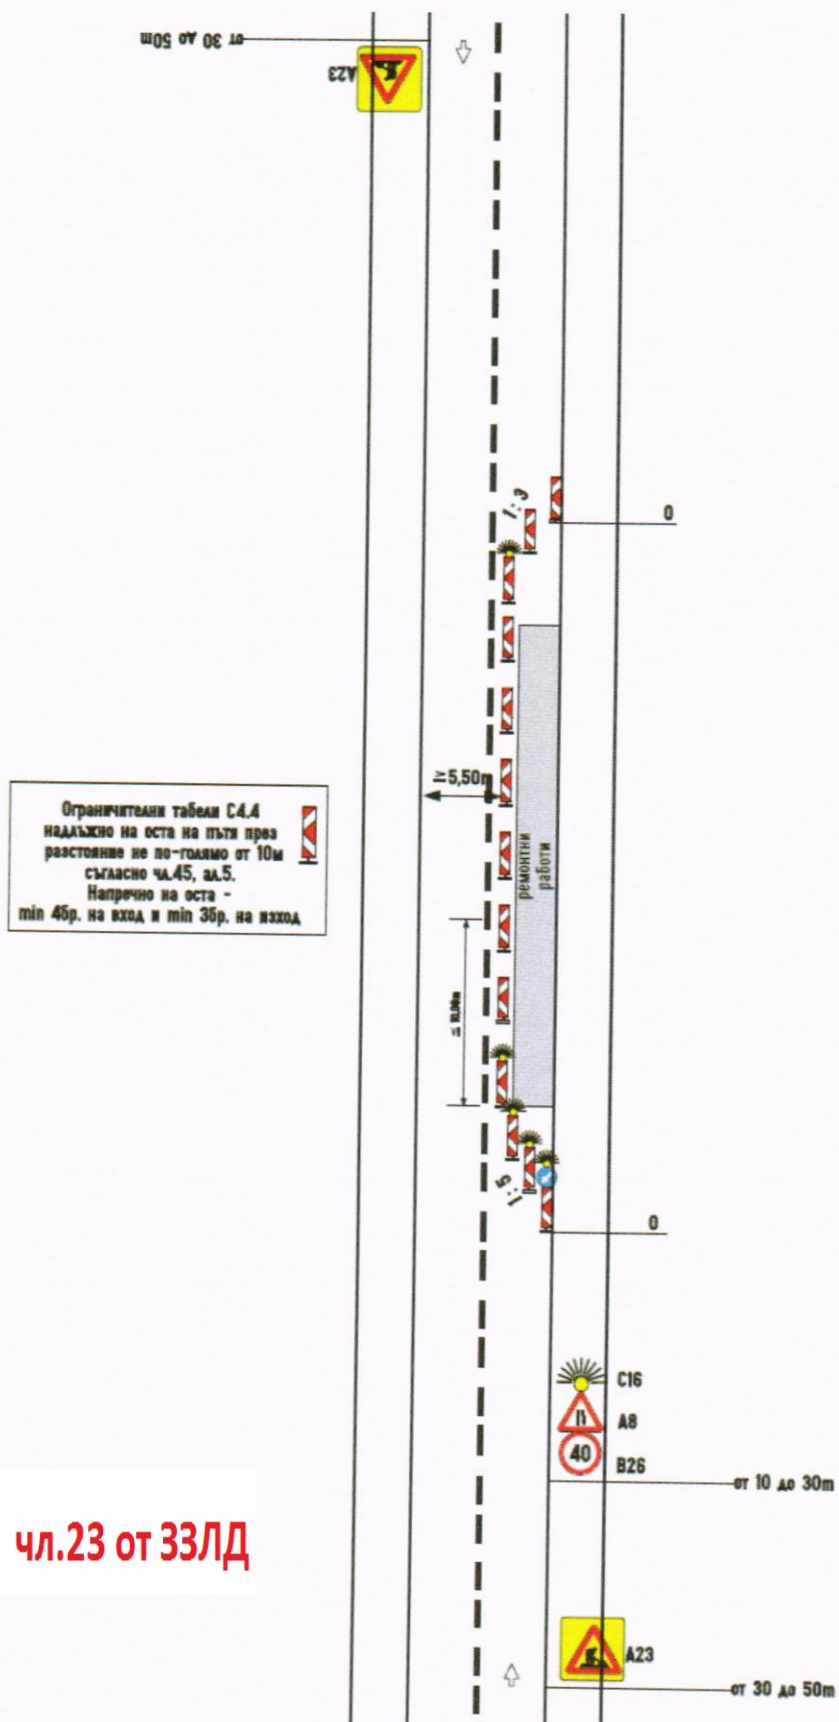 от 30 до 50m
A23
1:3
0
≥5,50m
Ограничителни табели C4.4
надлъжно на оста на пътя през
разстояние не по-голямо от 10м
съгласно чл.45, ал.5.
Напречно на оста -
min 4бр. на вход и min 3бр. на изход
ремонтни
работи
≤ 10,00m
1:5
0
C16
A8
40
B26
от 10 до 30m
чл.23 от ЗЗЛД
A23
от 30 до 50m